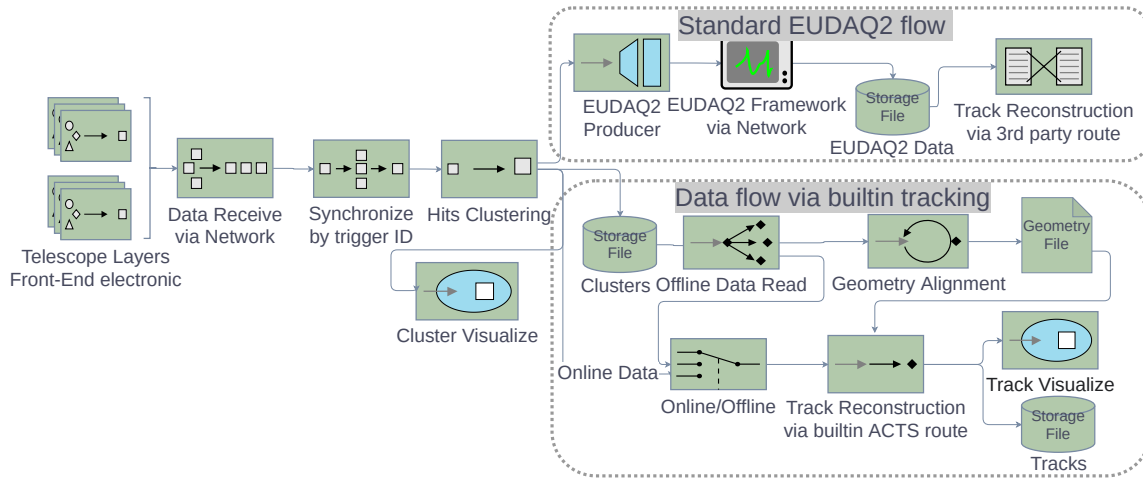 Standard EUDAQ2 flow
EUDAQ2
Producer
EUDAQ2 Framework
via Network
Storage
File
EUDAQ2 Data
Track Reconstruction
via 3rd party route
Telescope Layers
Front-End electronic
Data Receive
via Network
Synchronize
by trigger ID
Hits Clustering
Cluster Visualize
Data flow via builtin tracking
Storage
File
Clusters
Offline Data Read
Geometry Alignment
Geometry
File
Online Data
Online/Offline
Track Reconstruction
via builtin ACTS route
Track Visualize
Storage
File
Tracks